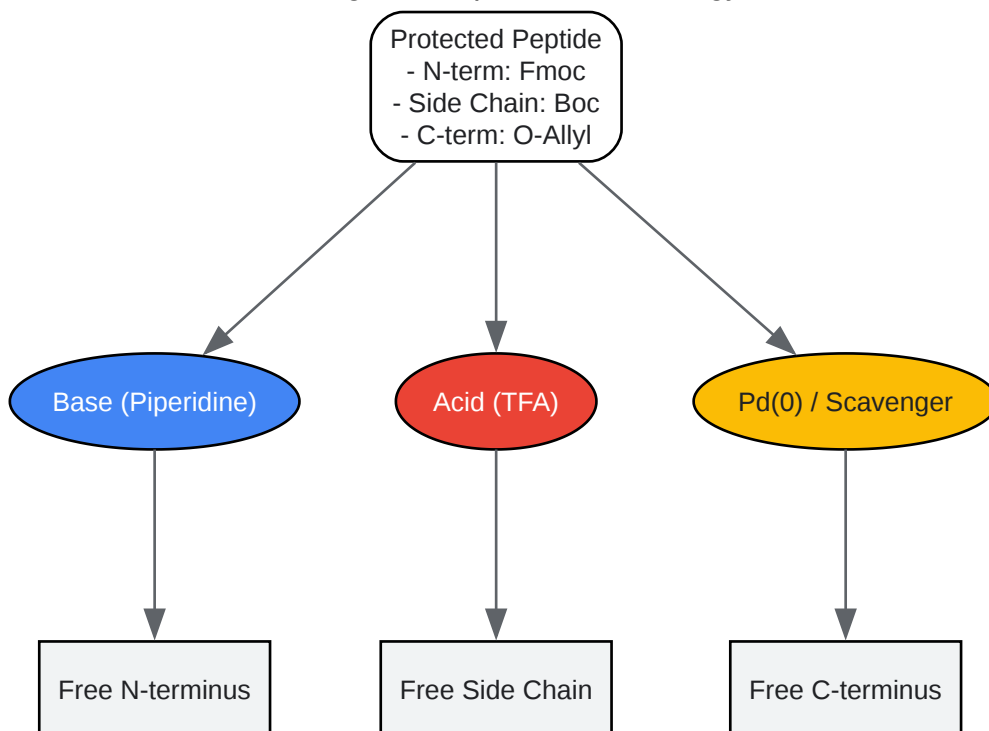 Protected Peptide
- N-term: Fmoc
- Side Chain: Boc
- C-term: O-Allyl
Base (Piperidine)
Acid (TFA)
Pd(0) / Scavenger
Free N-terminus
Free Side Chain
Free C-terminus